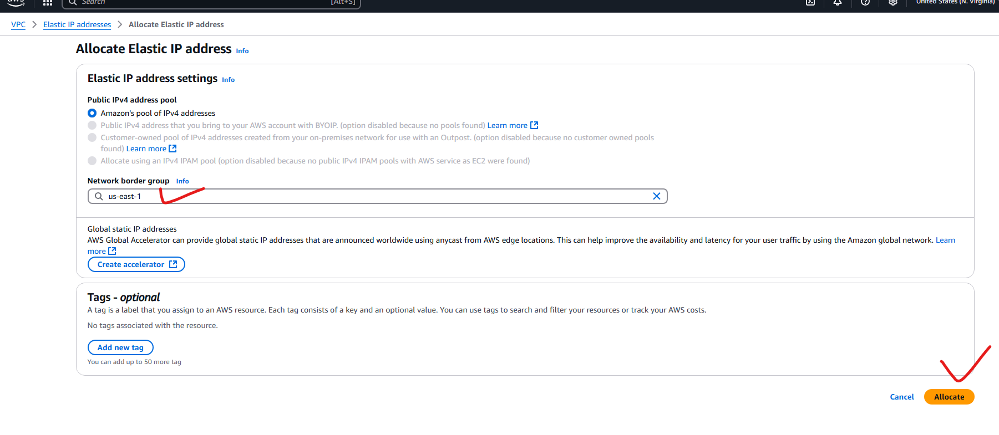 aws
Search
[Alt+S]
United States (N. Virginia)
VPC
Elastic IP addresses
Allocate Elastic IP address
Allocate Elastic IP address Info
Elastic IP address settings Info
Public IPv4 address pool
Amazon's pool of IPv4 addresses
Public IPv4 address that you bring to your AWS account with BYOIP. (option disabled because no pools found) Learn more
Customer-owned pool of IPv4 addresses created from your on-premises network for use with an Outpost. (option disabled because no customer owned pools
found) Learn more
Allocate using an IPv4 IPAM pool (option disabled because no public IPv4 IPAM pools with AWS service as EC2 were found)
Network border group Info
us-east-1
Global static IP addresses
AWS Global Accelerator can provide global static IP addresses that are announced worldwide using anycast from AWS edge locations. This can help improve the availability and latency for your user traffic by using the Amazon global network. Learn
more
Create accelerator
Tags - optional
A tag is a label that you assign to an AWS resource. Each tag consists of a key and an optional value. You can use tags to search and filter your resources or track your AWS costs.
No tags associated with the resource.
Add new tag
You can add up to 50 more tag
Cancel
Allocate